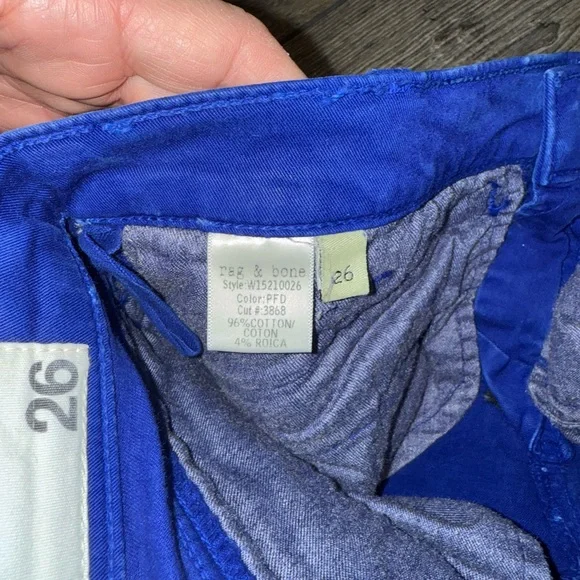 rag & bone
Style:W15210026
Color:PFD
Cut #:3868
96%COTTON/
COTON
4% ROICA
26
26